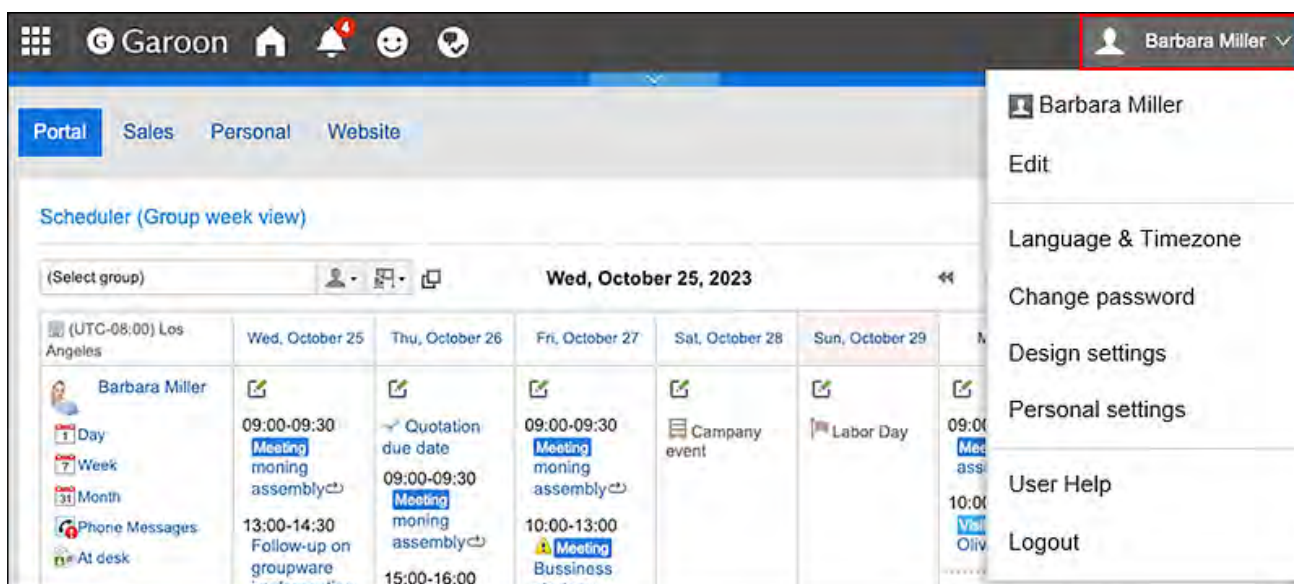 G Garoon 4 Barbara Miller
Barbara Miller
Edit
Language & Timezone
Change password
Design settings
Personal settings
User Help
Logout
Portal Sales Personal Website
Scheduler (Group week view)
(Select group) Wed, October 25, 2023
(UTC-08:00) Los Angeles
Wed, October 25
Thu, October 26
Fri, October 27
Sat, October 28
Sun, October 29
Barbara Miller
1 Day
7 Week
31 Month
Phone Messages
At desk
09:00-09:30
Meeting
moning
assembly
13:00-14:30
Follow-up on
groupware
Quotation
due date
09:00-09:30
Meeting
moning
assembly
15:00-16:00
09:00-09:30
Meeting
moning
assembly
10:00-13:00
Meeting
Bussiness
Campany
event
Labor Day